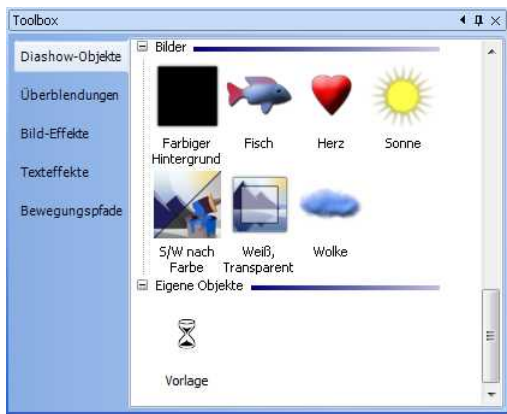 Toolbox
Diashow-Objekte
Überblendungen
Bild-Effekte
Texteffekte
Bewegungspfade
Bilder
Farbiger
Hintergrund
Fisch
Herz
Sonne
S/W nach
Farbe
Weiß,
Transparent
Wolke
Eigene Objekte
Vorlage